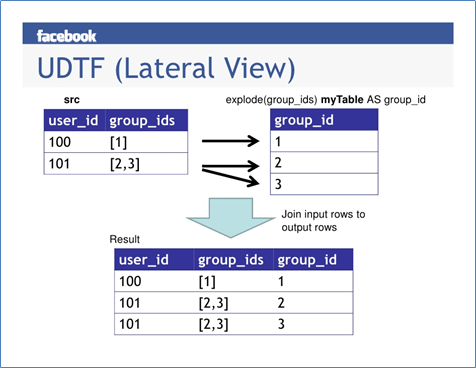 facebook
UDTF (Lateral View)
src
explode(group_ids) myTable AS group_id
user_id group_ids
100 [1]
101 [2,3]
group_id
1
2
3
Join input rows to
output rows
Result
user_id group_ids group_id
100 [1] 1
101 [2,3] 2
101 [2,3] 3